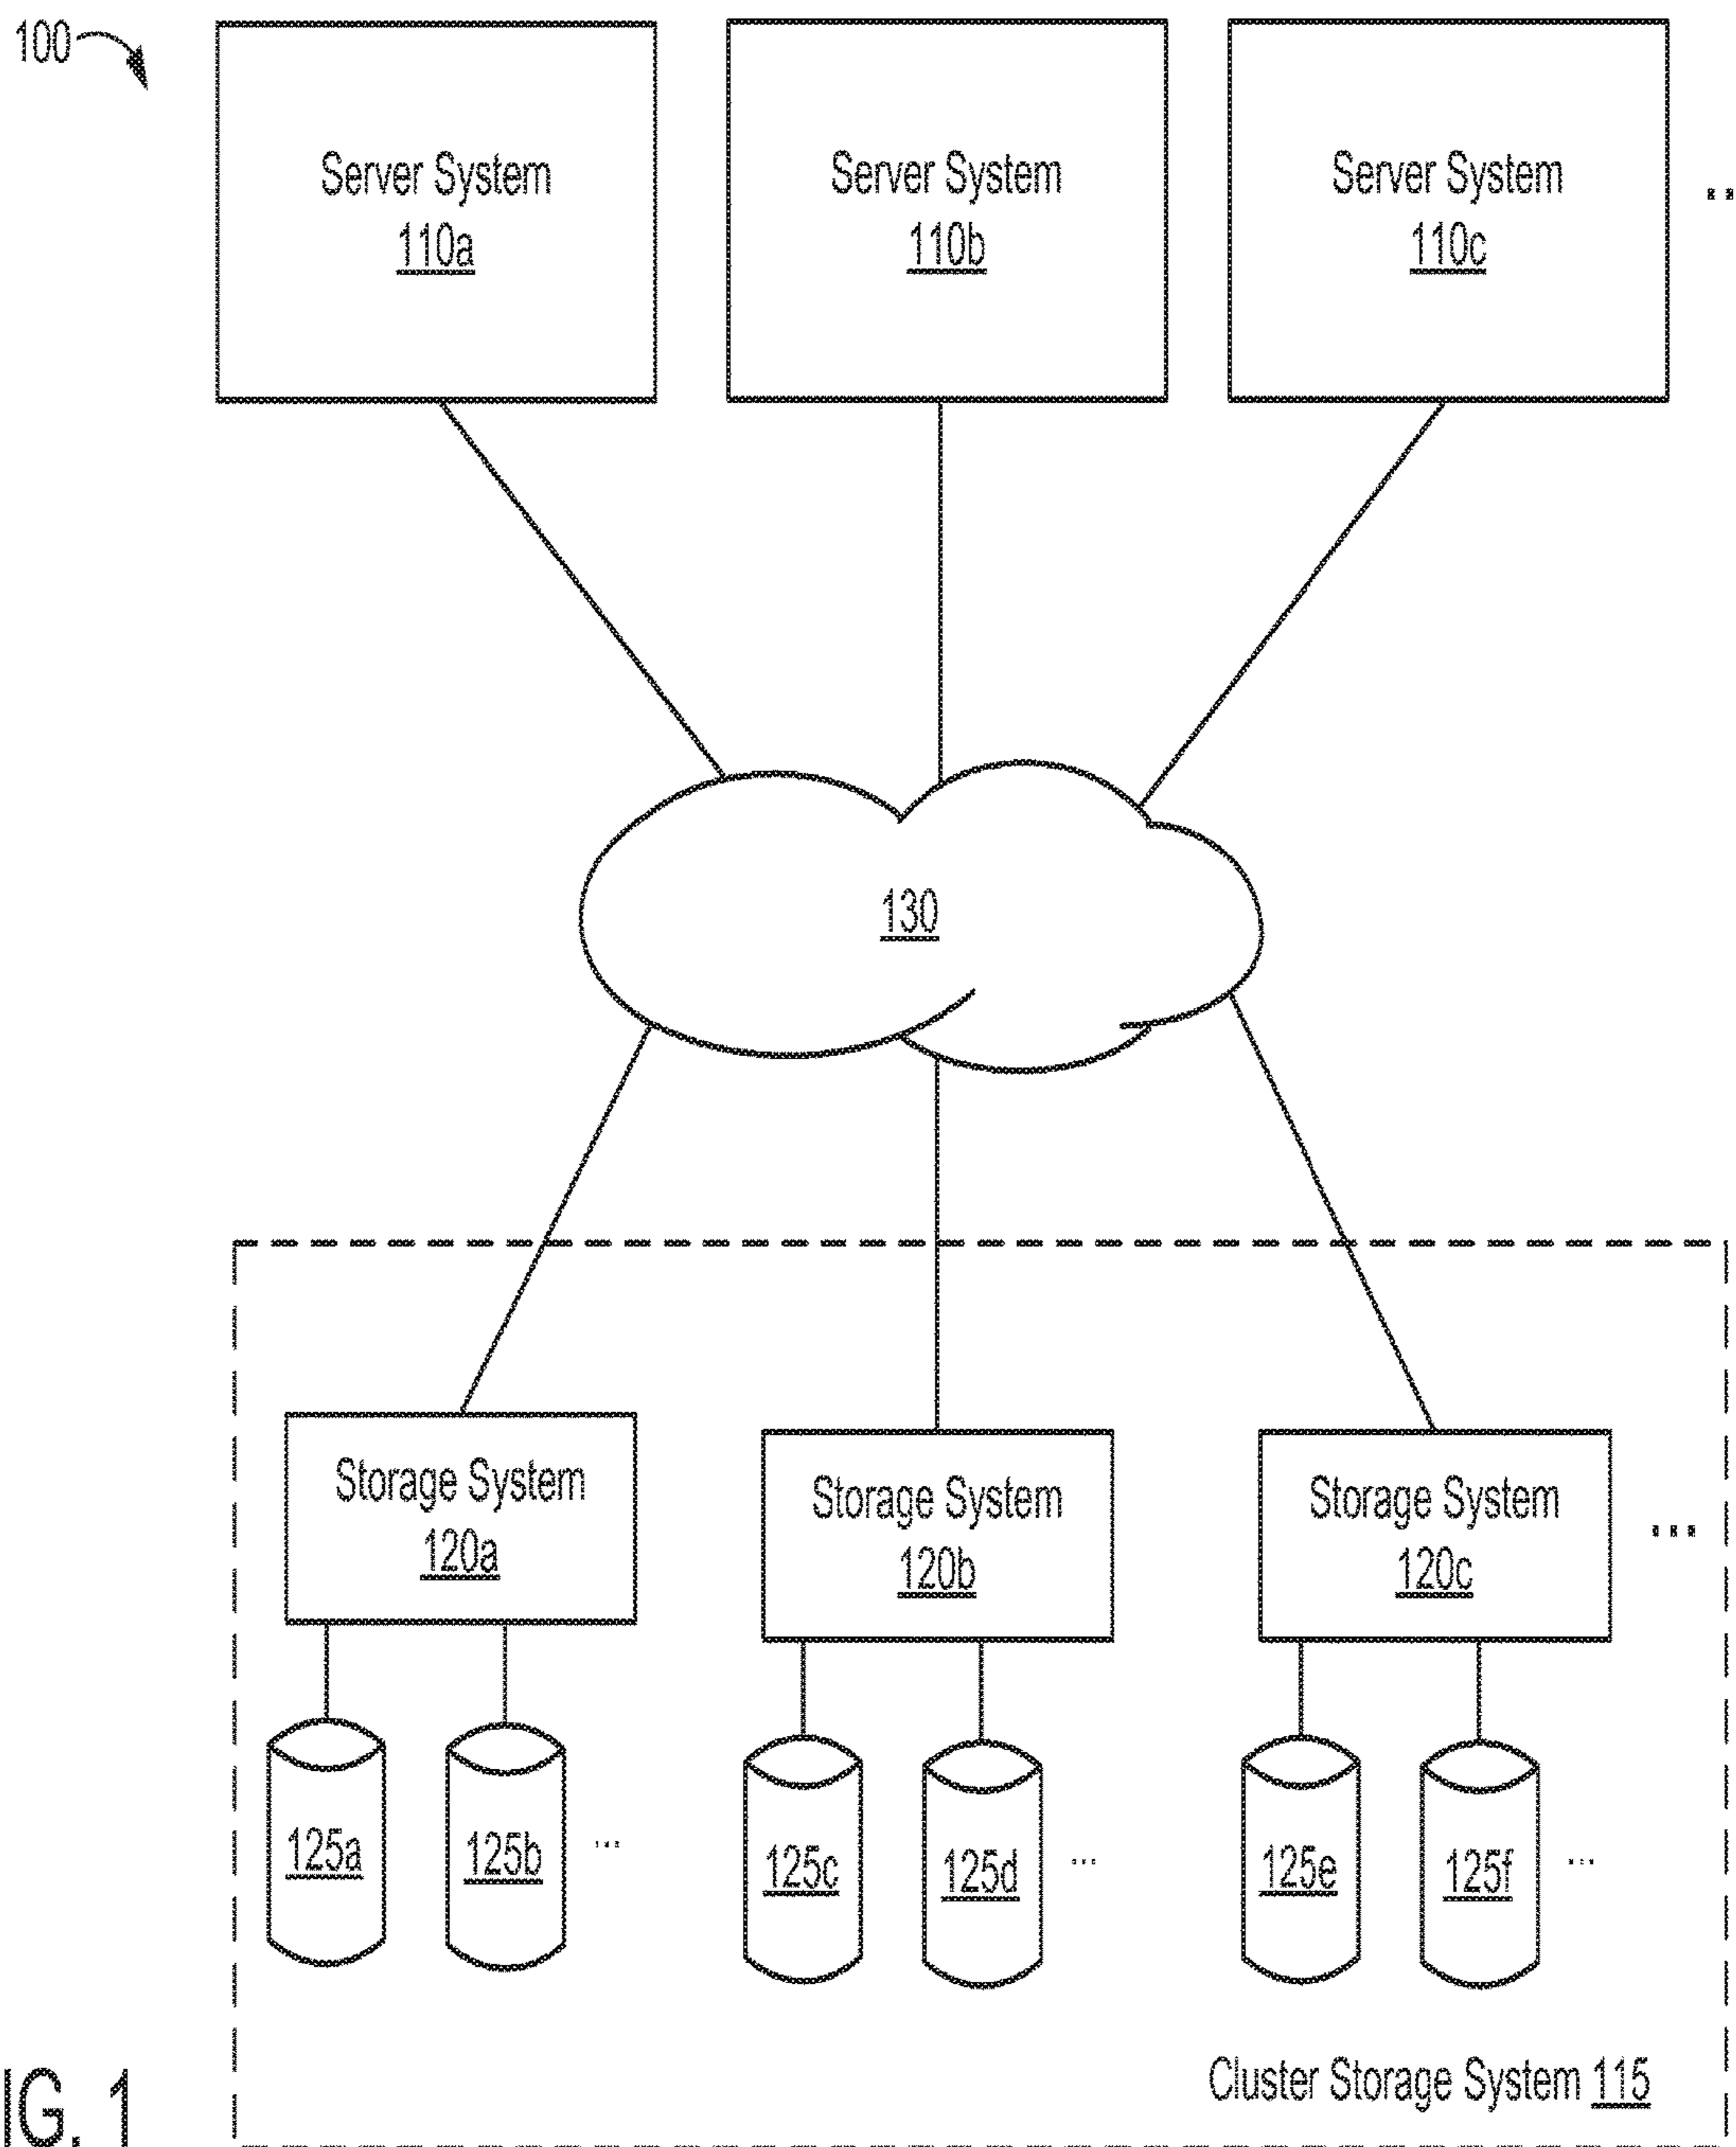 100
Server System
110a
Server System
110b
Server System
110c
..
130
Storage System
120a
Storage System
120b
Storage System
120c
...
125a
125b
...
125c
125d
...
125e
125f
...
Cluster Storage System 115
IG. 1